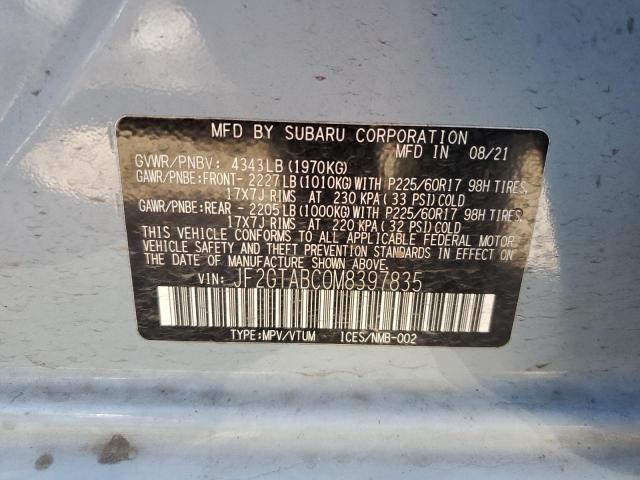 MFD BY SUBARU CORPORATION
MFD IN 08/21
GVWR/PNBV: 4343LB (1970KG)
GAWR/PNBE:FRONT- 2227LB (1010KG) WITH P225/60R17 98H TIRES,
17X7J RIMS AT 230 KPA ( 33 PSI) COLD
GAWR/PNBE:REAR - 2205LB (1000KG) WITH P225/60R17 98H TIRES,
17X7J RIMS AT 220 KPA ( 32 PSI) COLD
THIS VEHICLE CONFORMS TO ALL APPLICABLE FEDERAL MOTOR
VEHICLE SAFETY AND THEFT PREVENTION STANDARDS IN EFFECT ON
THE DATE OF MANUFACTURE SHOWN ABOVE.
VIN: JF2GTABC0M8397835
TYPE:MPV/VTUM ICES/NMB-002